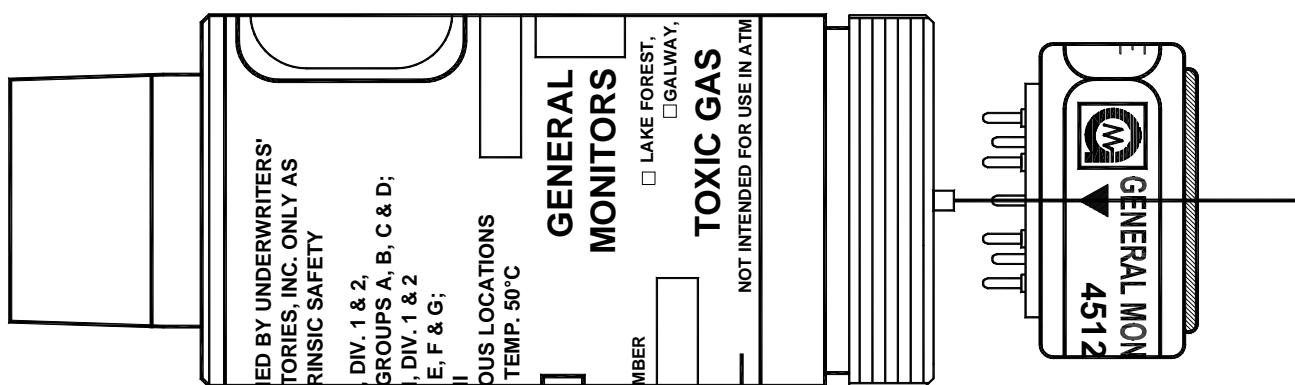 IED BY UNDERWRITERS'
TORIES, INC. ONLY AS
RINSIC SAFETY
, DIV. 1 & 2,
GROUPS A, B, C & D;
, DIV. 1 & 2
E, F & G;
OUS LOCATIONS
TEMP. 50°C
GENERAL
MONITORS
MBER
□ LAKE FOREST,
□ GALWAY,
TOXIC GAS
NOT INTENDED FOR USE IN ATM
GENERAL MON
4512